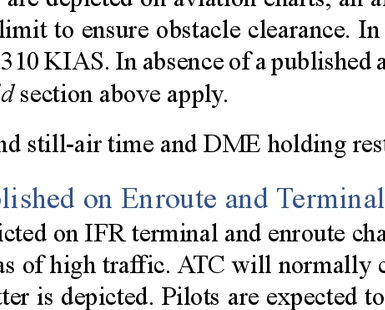 are depicted on aviation charts, an
limit to ensure obstacle clearance. In
310 KIAS. In absence of a published a
d section above apply.
nd still-air time and DME holding rest
lished on Enroute and Terminal
icted on IFR terminal and enroute cha
as of high traffic. ATC will normally c
tter is depicted. Pilots are expected to